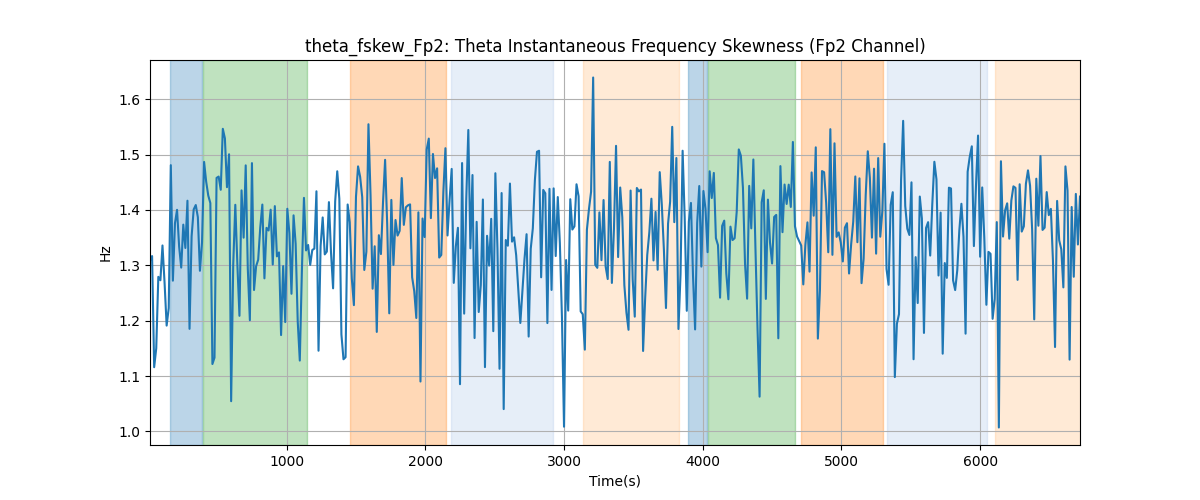 theta_fskew_Fp2: Theta Instantaneous Frequency Skewness (Fp2 Channel)
1.6
1.5
1.4
1.3
1.2
1.1
1.0
Hz
1000 2000 3000 4000 5000 6000
Time(s)